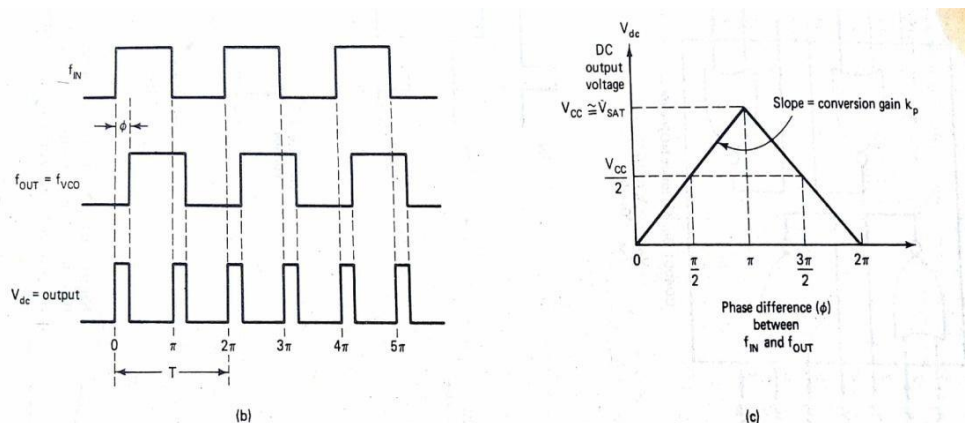 f_IN
ϕ
f_OUT = f_VCO
V_dc = output
0 π 2π 3π 4π 5π
T
(b)
V_dc
DC
output
voltage
V_CC ≅ V_SAT
Slope = conversion gain k_p
V_CC
2
0 π/2 π 3π/2 2π
Phase difference (ϕ)
between
f_IN and f_OUT
(c)